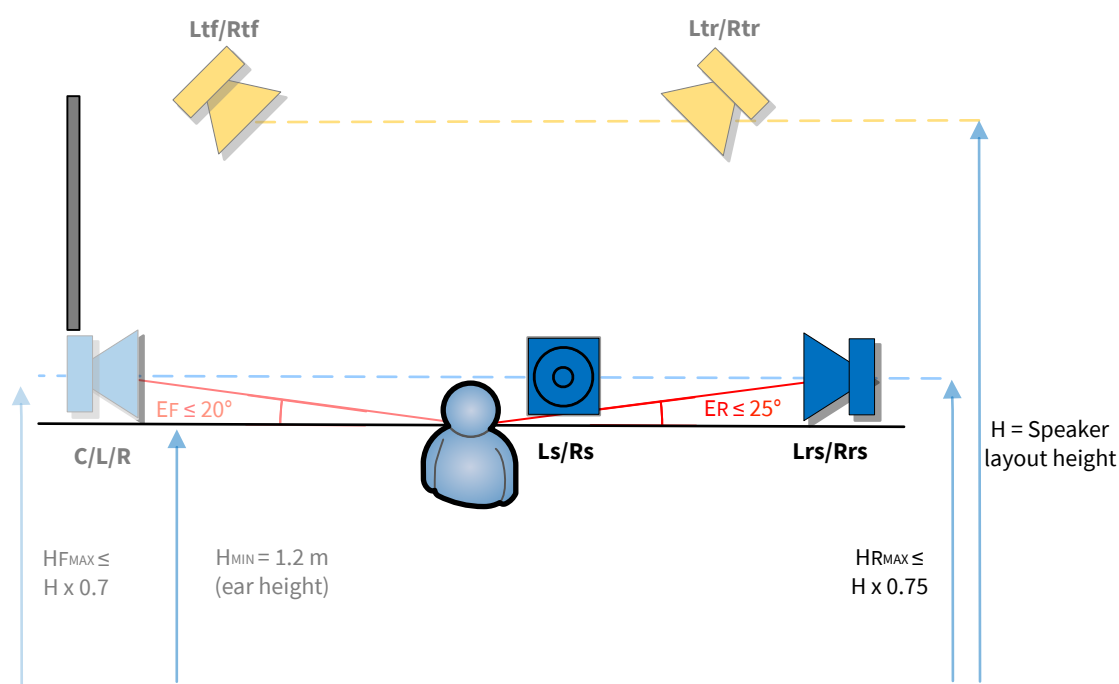 Ltf/Rtf
Ltr/Rtr
EF ≤ 20°
ER ≤ 25°
C/L/R
Ls/Rs
Lrs/Rrs
H = Speaker
layout height
HFMAX ≤
H x 0.7
HMIN = 1.2 m
(ear height)
HRMAX ≤
H x 0.75